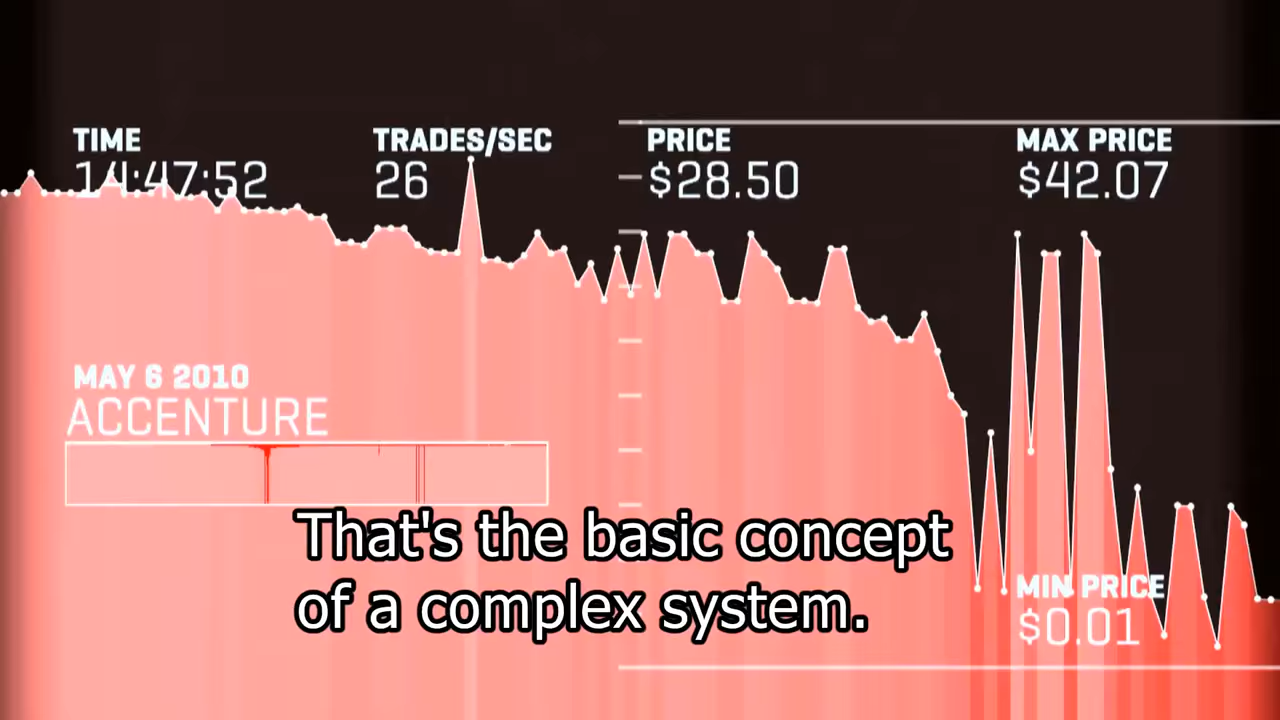 TIME
14:47:52
TRADES/SEC
26
PRICE
$28.50
MAX PRICE
$42.07
MAY 6 2010
ACCENTURE
That's the basic concept
of a complex system.
MIN PRICE
$0.01